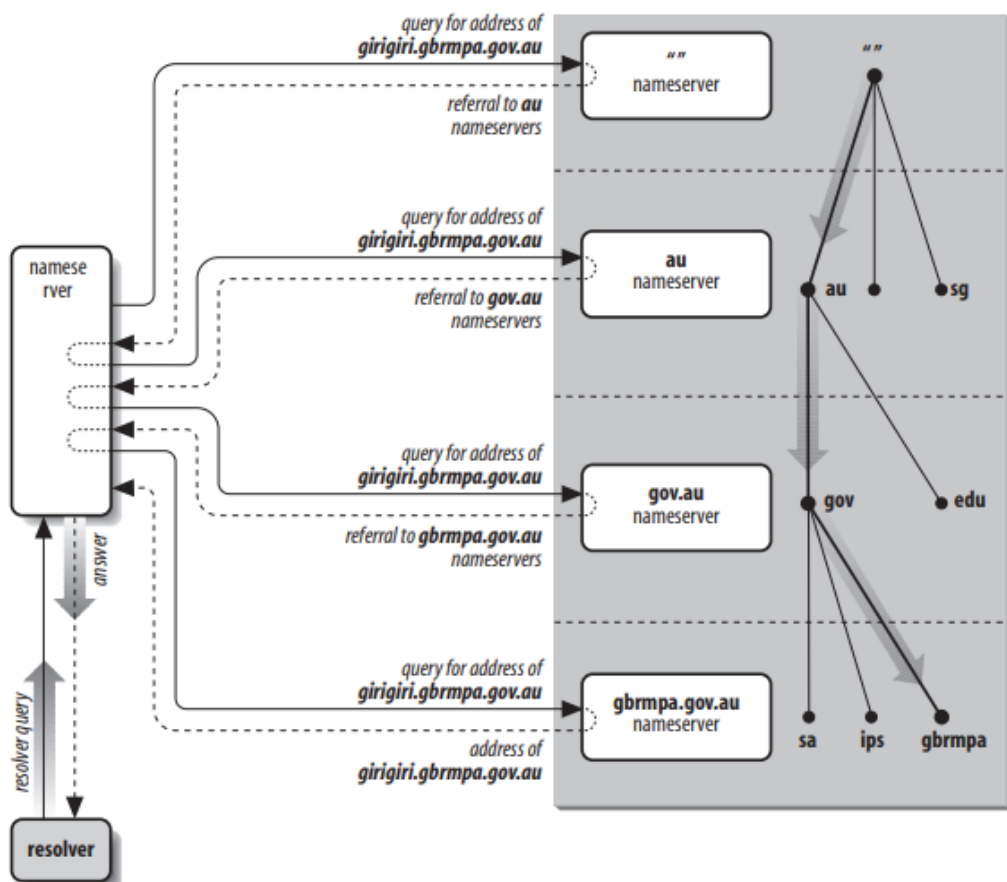 query for address of
girigiri.gbrmpa.gov.au
“ ”
nameserver
referral to au
nameservers
“ ”
query for address of
girigiri.gbrmpa.gov.au
au
nameserver
referral to gov.au
nameservers
au
sg
namese
rver
query for address of
girigiri.gbrmpa.gov.au
gov.au
nameserver
referral to gbrmpa.gov.au
nameservers
gov
edu
answer
resolver query
query for address of
girigiri.gbrmpa.gov.au
gbrmpa.gov.au
nameserver
address of
girigiri.gbrmpa.gov.au
sa
ips
gbrmpa
resolver